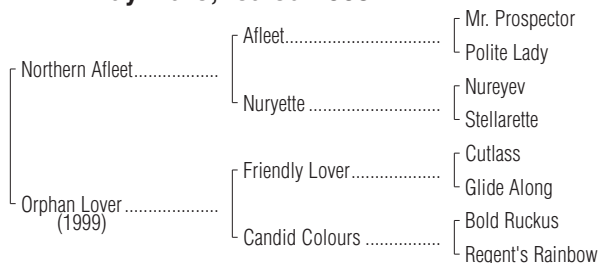 Afleet
Mr. Prospector
Polite Lady
Northern Afleet
Nuryette
Nureyev
Stellarette
Friendly Lover
Cutlass
Glide Along
Orphan Lover
(1999)
Candid Colours
Bold Ruckus
Regent's Rainbow